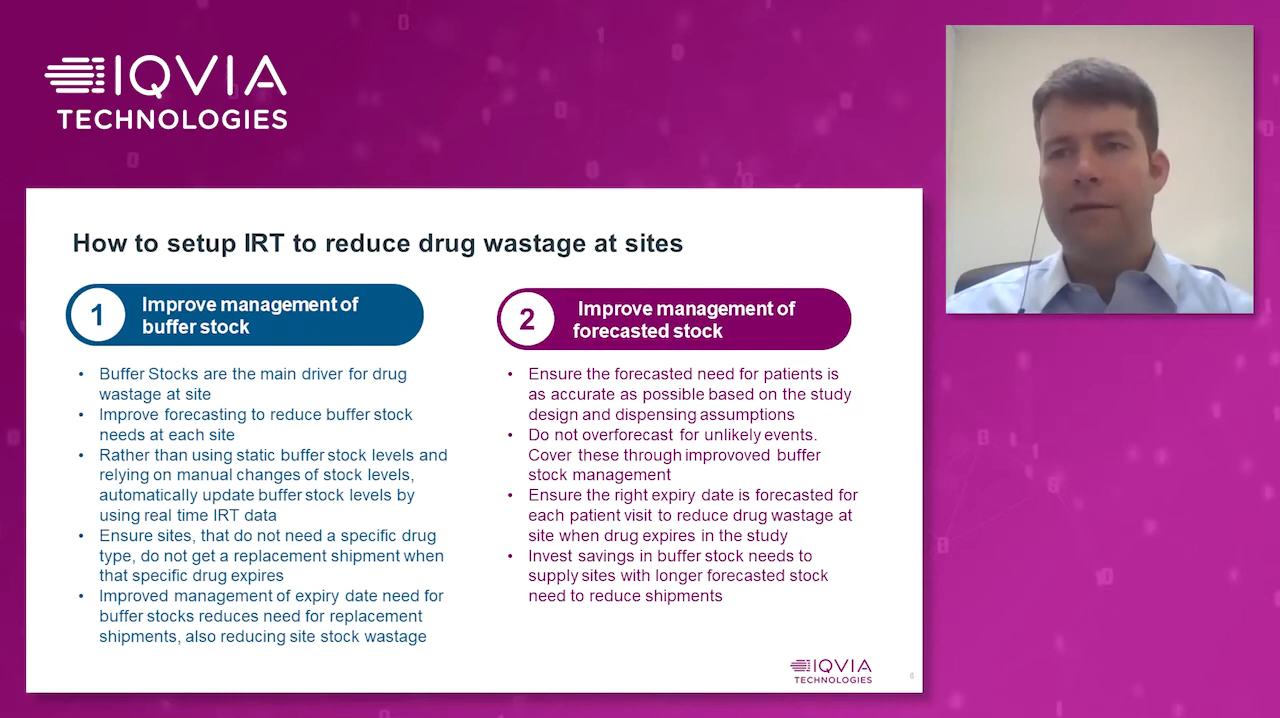 IQVIA
TECHNOLOGIES
How to setup IRT to reduce drug wastage at sites
1
Improve management of
buffer stock
• Buffer Stocks are the main driver for drug
wastage at site
• Improve forecasting to reduce buffer stock
needs at each site
• Rather than using static buffer stock levels and
relying on manual changes of stock levels,
automatically update buffer stock levels by
using real time IRT data
• Ensure sites, that do not need a specific drug
type, do not get a replacement shipment when
that specific drug expires
• Improved management of expiry date need for
buffer stocks reduces need for replacement
shipments, also reducing site stock wastage
2
Improve management of
forecasted stock
• Ensure the forecasted need for patients is
as accurate as possible based on the study
design and dispensing assumptions
• Do not overforecast for unlikely events.
Cover these through improvoved buffer
stock management
• Ensure the right expiry date is forecasted for
each patient visit to reduce drug wastage at
site when drug expires in the study
• Invest savings in buffer stock needs to
supply sites with longer forecasted stock
need to reduce shipments
IQVIA
TECHNOLOGIES
6